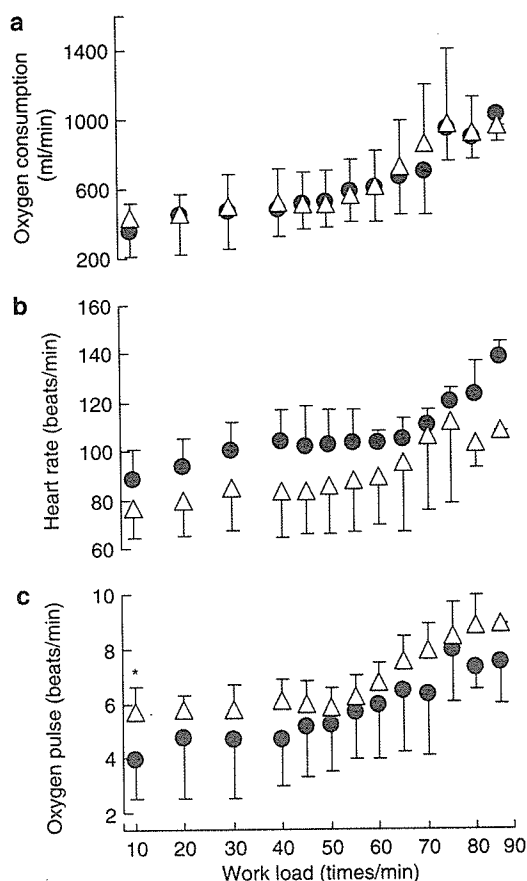 a
Oxygen consumption
(ml/min)
1400
1000
600
200
b
Heart rate (beats/min)
160
140
120
100
80
60
c
Oxygen pulse (beats/min)
10
8
6
4
2
*
10 20 30 40 50 60 70 80 90
Work load (times/min)